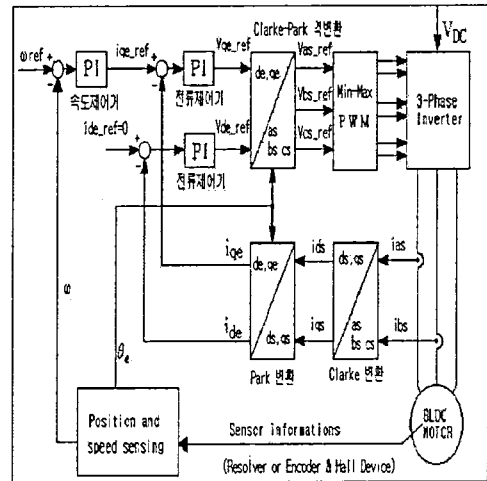 Clarke-Park 역변환
VDC
ωref
PI
속도제어기
iqe_ref
PI
전류제어기
Vqe_ref
de,qe
as
bs cs
Vas_ref
Vbs_ref
Vcs_ref
Min-Max
PWM
3-Phase
Inverter
ide_ref=0
PI
전류제어기
Vde_ref
ω
θe
iqe
ide
de,qe
ds,qs
Park 변환
ids
iqs
ds,qs
as
bs cs
Clarke 변환
ias
ibs
Position and
speed sensing
Sensor informations
(Resolver or Encoder & Hall Device)
BLDC
MOTOR